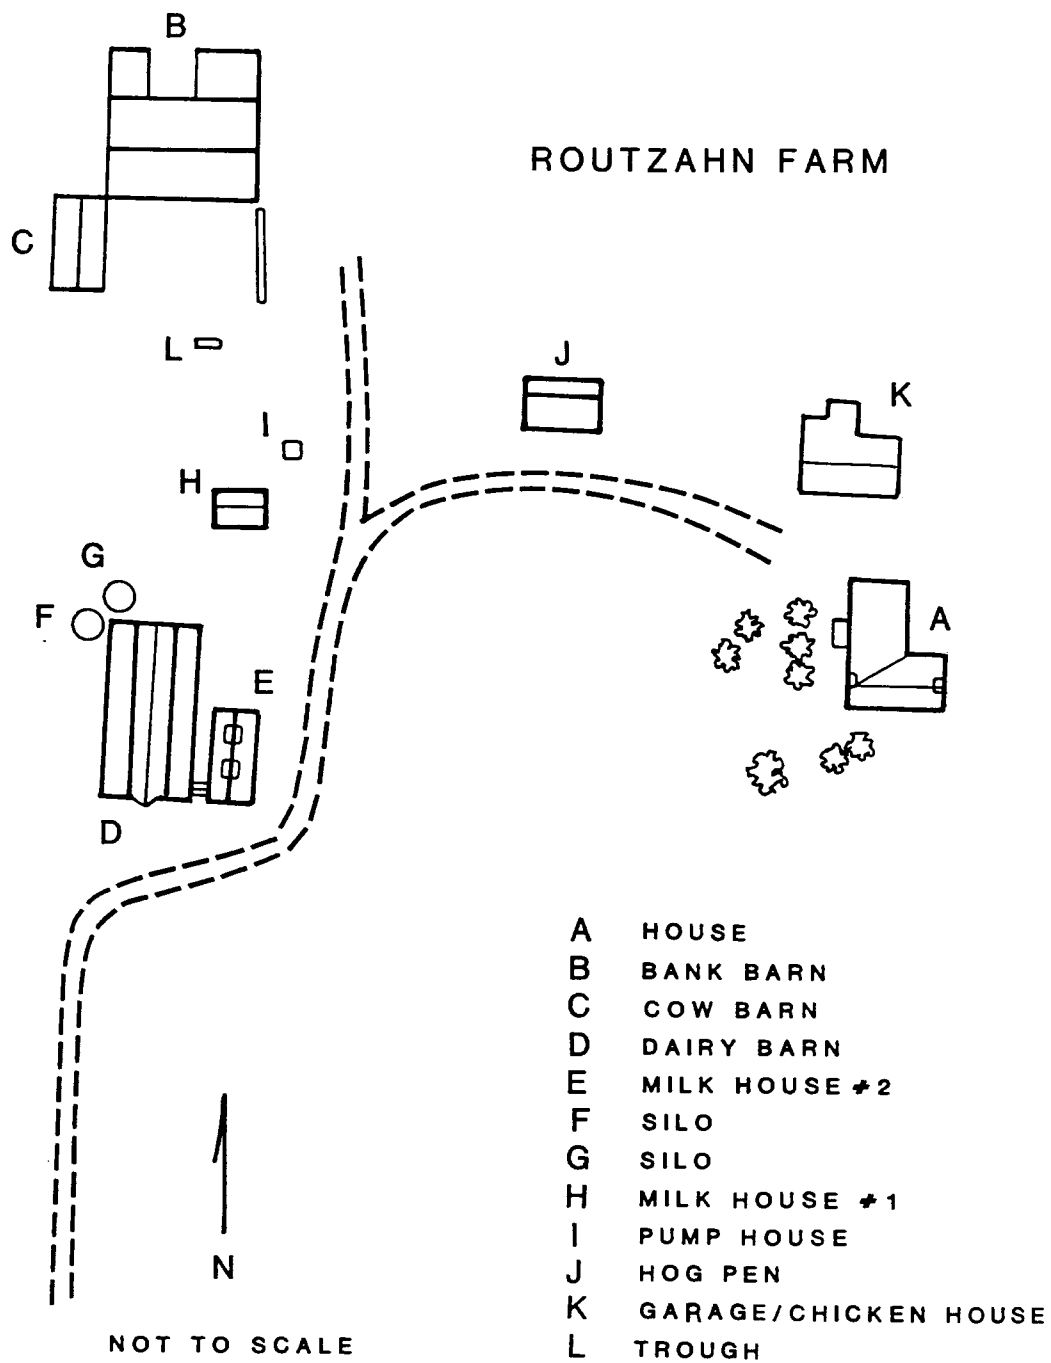 B
ROUTZAHN FARM
C
L
J
K
I
H
G
F
A
E
D
A HOUSE
B BANK BARN
C COW BARN
D DAIRY BARN
E MILK HOUSE #2
F SILO
G SILO
H MILK HOUSE #1
I PUMP HOUSE
J HOG PEN
K GARAGE/CHICKEN HOUSE
L TROUGH
N
NOT TO SCALE